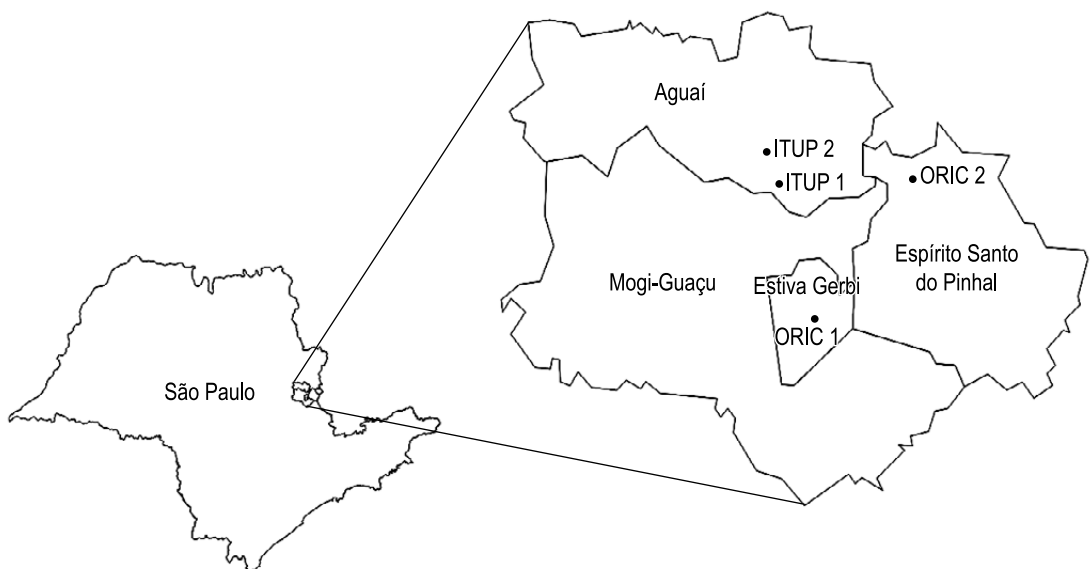 Aguaí
ITUP 2
ITUP 1
ORIC 2
Espírito Santo
do Pinhal
Mogi-Guaçu
Estiva Gerbi
ORIC 1
São Paulo